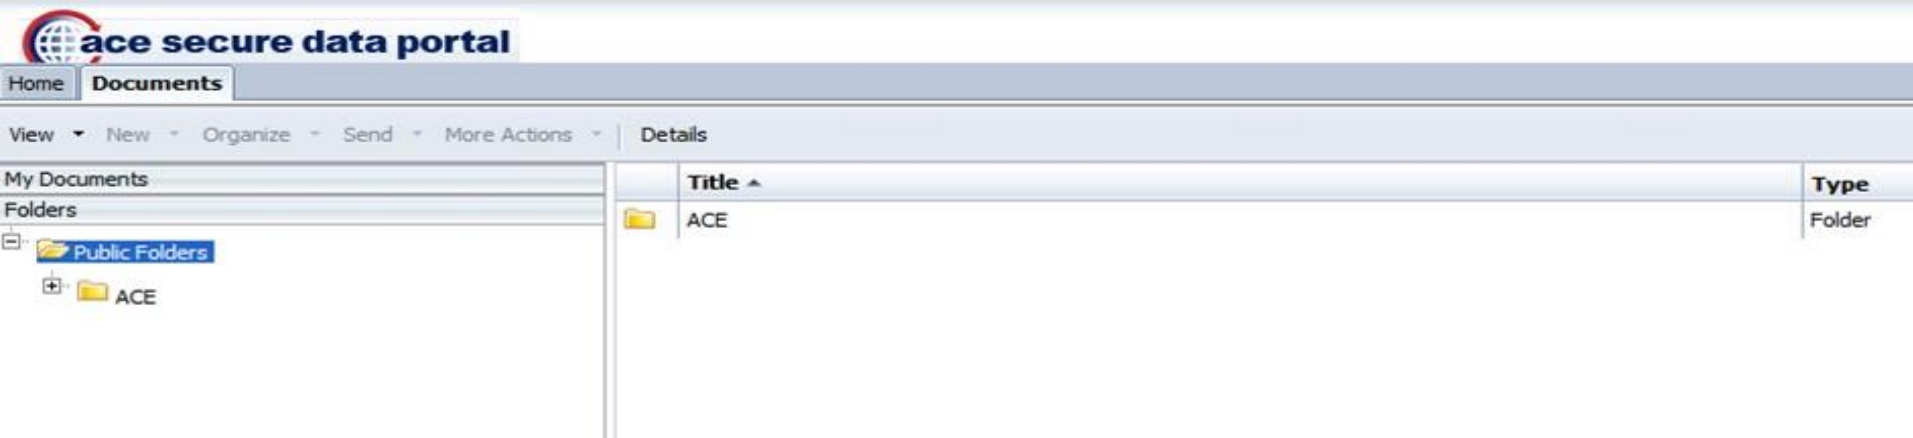 ace secure data portal
Home Documents
View New Organize Send More Actions Details
My Documents
Folders
Public Folders
ACE
Title Type
ACE Folder